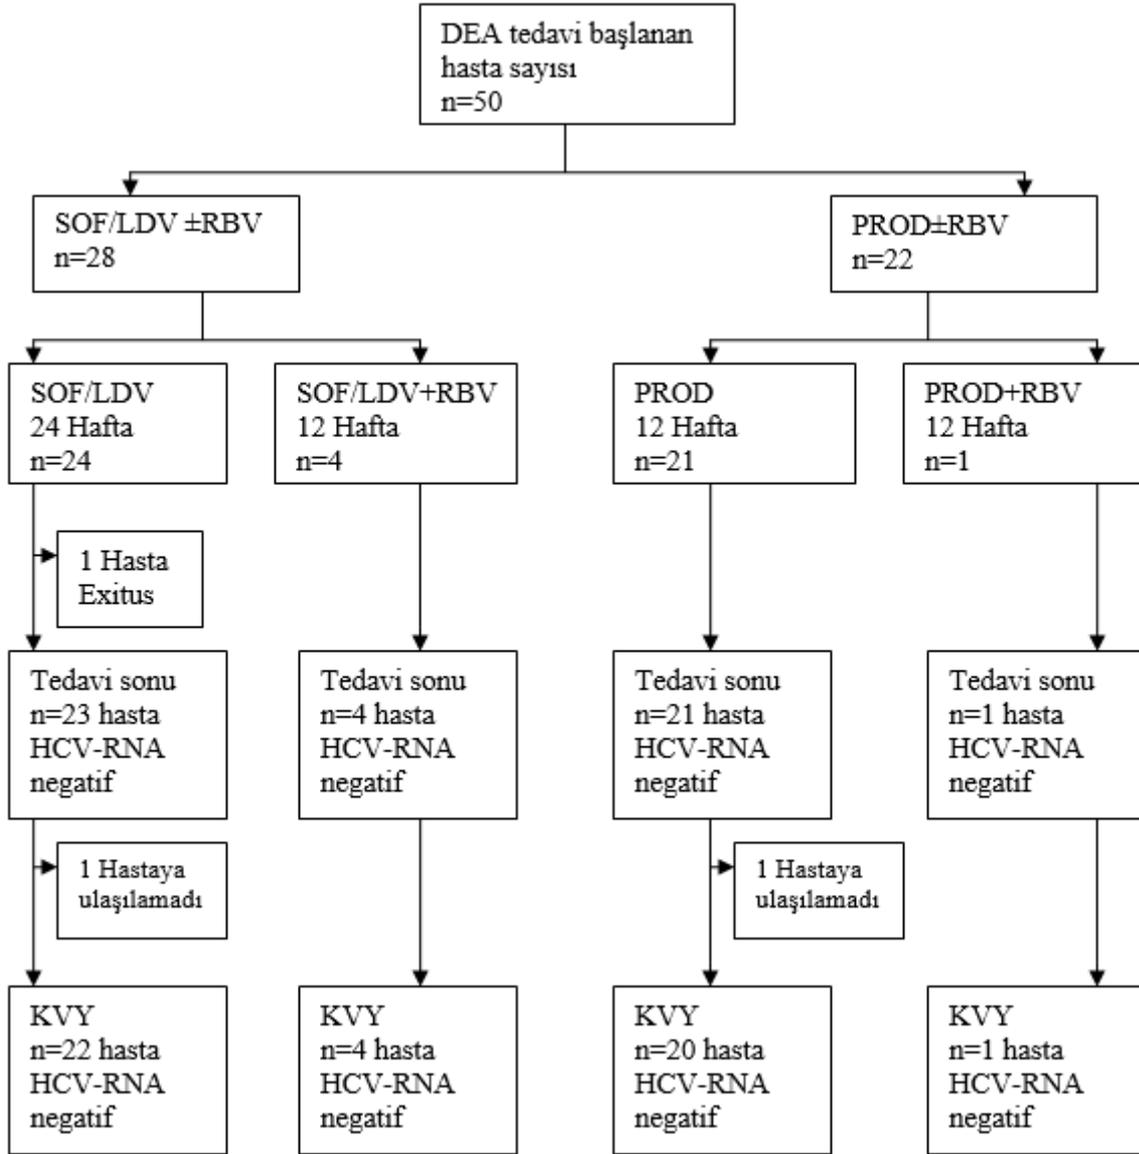 DEA tedavi başlanan
hasta sayısı
n=50
SOF/LDV ±RBV
n=28
PROD±RBV
n=22
SOF/LDV
24 Hafta
n=24
SOF/LDV+RBV
12 Hafta
n=4
PROD
12 Hafta
n=21
PROD+RBV
12 Hafta
n=1
1 Hasta
Exitus
Tedavi sonu
n=23 hasta
HCV-RNA
negatif
Tedavi sonu
n=4 hasta
HCV-RNA
negatif
Tedavi sonu
n=21 hasta
HCV-RNA
negatif
Tedavi sonu
n=1 hasta
HCV-RNA
negatif
1 Hastaya
ulaşılamadı
1 Hastaya
ulaşılamadı
KVY
n=22 hasta
HCV-RNA
negatif
KVY
n=4 hasta
HCV-RNA
negatif
KVY
n=20 hasta
HCV-RNA
negatif
KVY
n=1 hasta
HCV-RNA
negatif